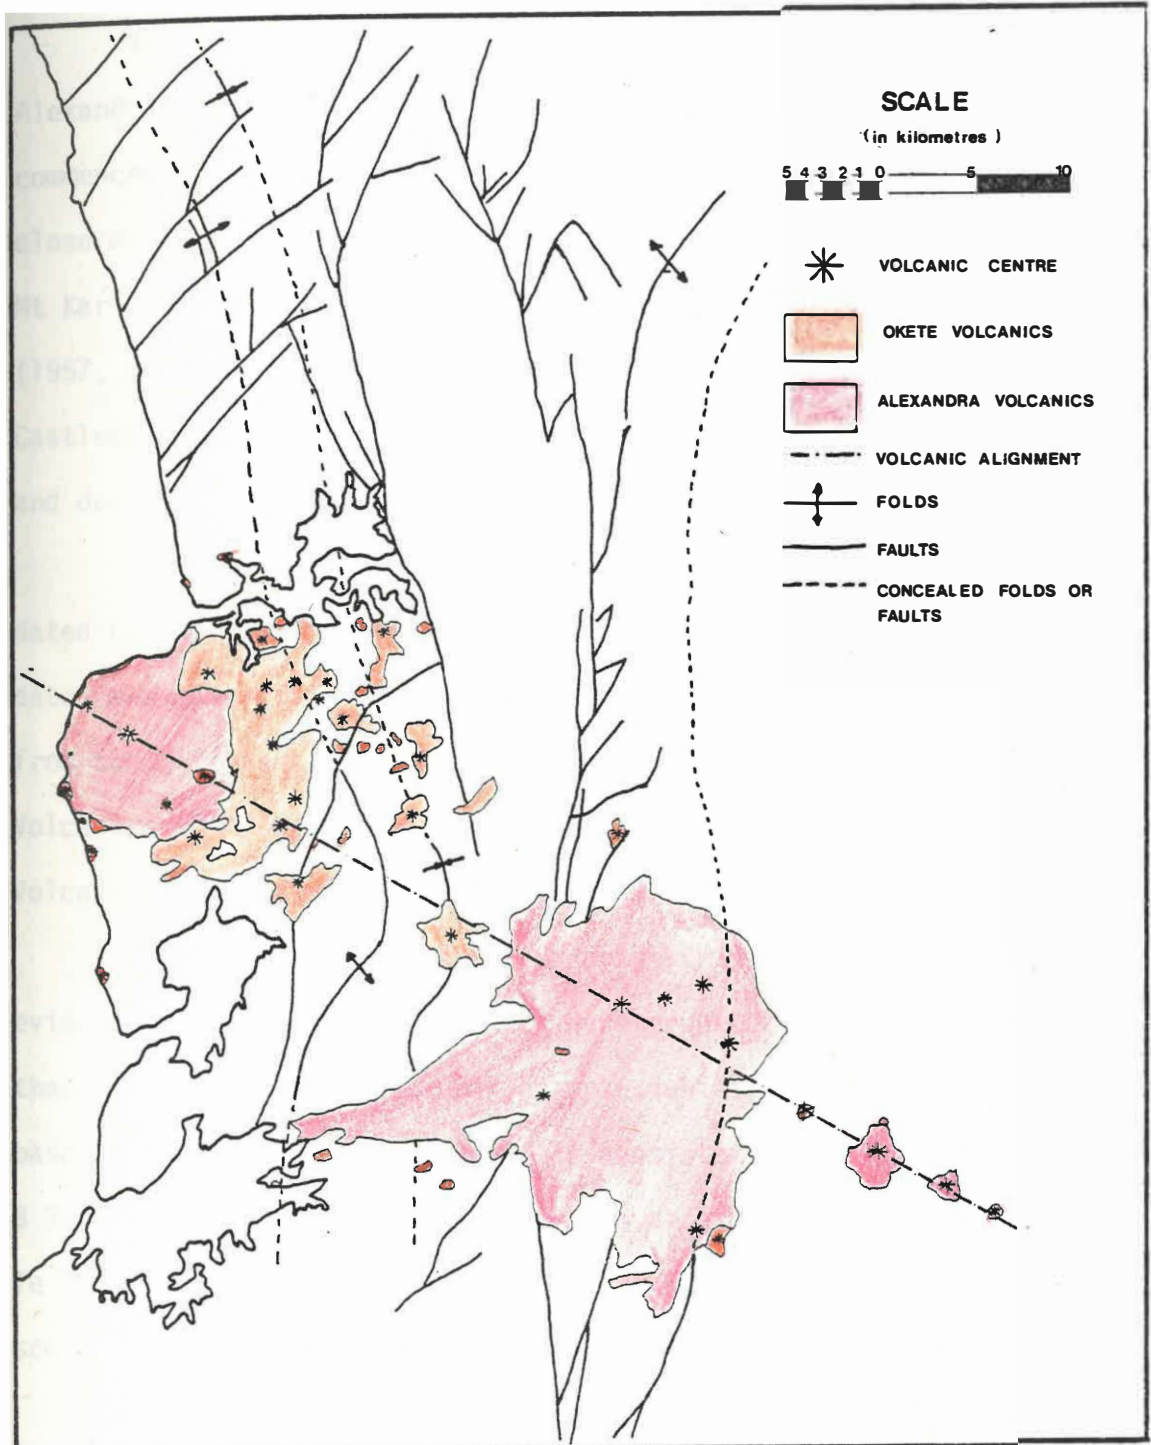 SCALE
(in kilometres)
5 4 3 2 1 0 5 10
VOLCANIC CENTRE
OKETE VOLCANICS
ALEXANDRA VOLCANICS
VOLCANIC ALIGNMENT
FOLDS
FAULTS
CONCEALED FOLDS OR
FAULTS
(1957,